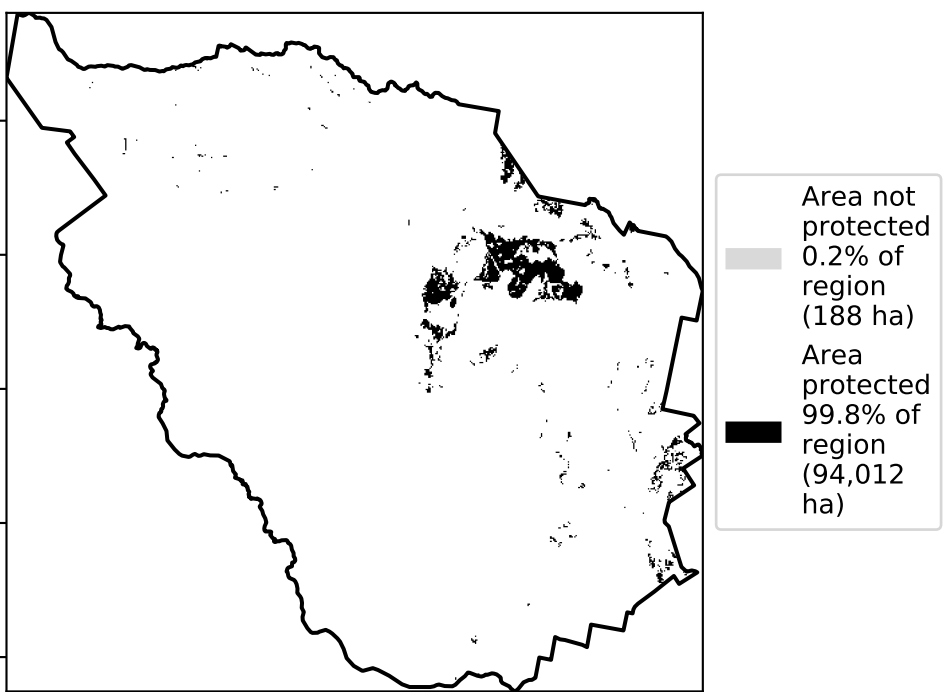 Area not
protected
0.2% of
region
(188 ha)
Area
protected
99.8% of
region
(94,012
ha)